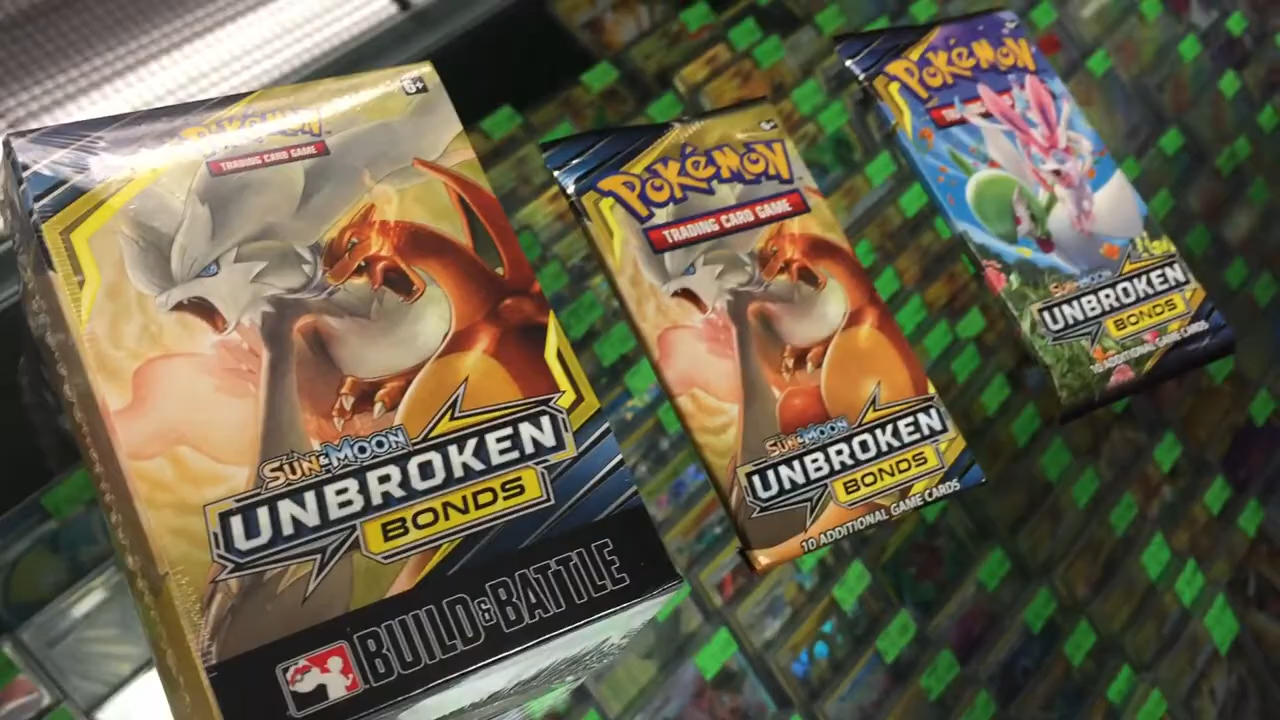 6+
POKÉMON
TRADING CARD GAME
SUN & MOON
UNBROKEN
BONDS
BUILD & BATTLE
POKÉMON
TRADING CARD GAME
SUN & MOON
UNBROKEN
BONDS
10 ADDITIONAL GAME CARDS
POKÉMON
SUN & MOON
UNBROKEN
BONDS
10 ADDITIONAL GAME CARDS